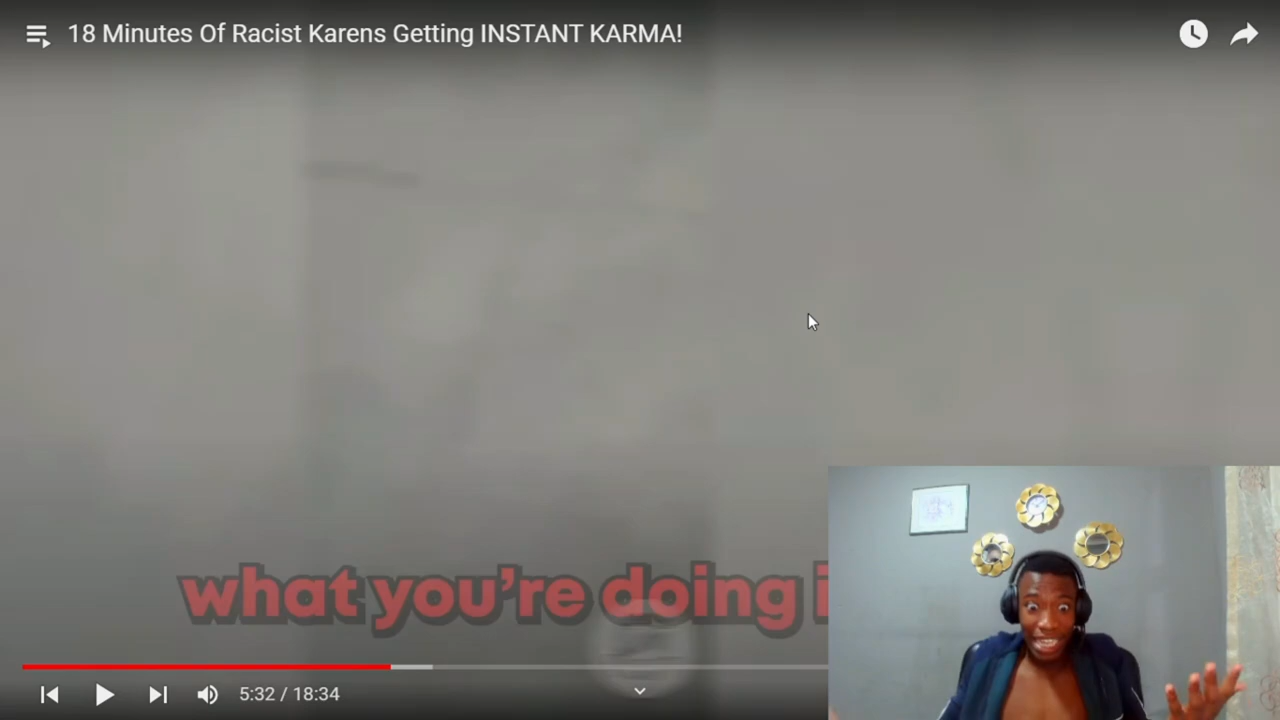 18 Minutes Of Racist Karens Getting INSTANT KARMA!
what you're doing i
5:32 / 18:34